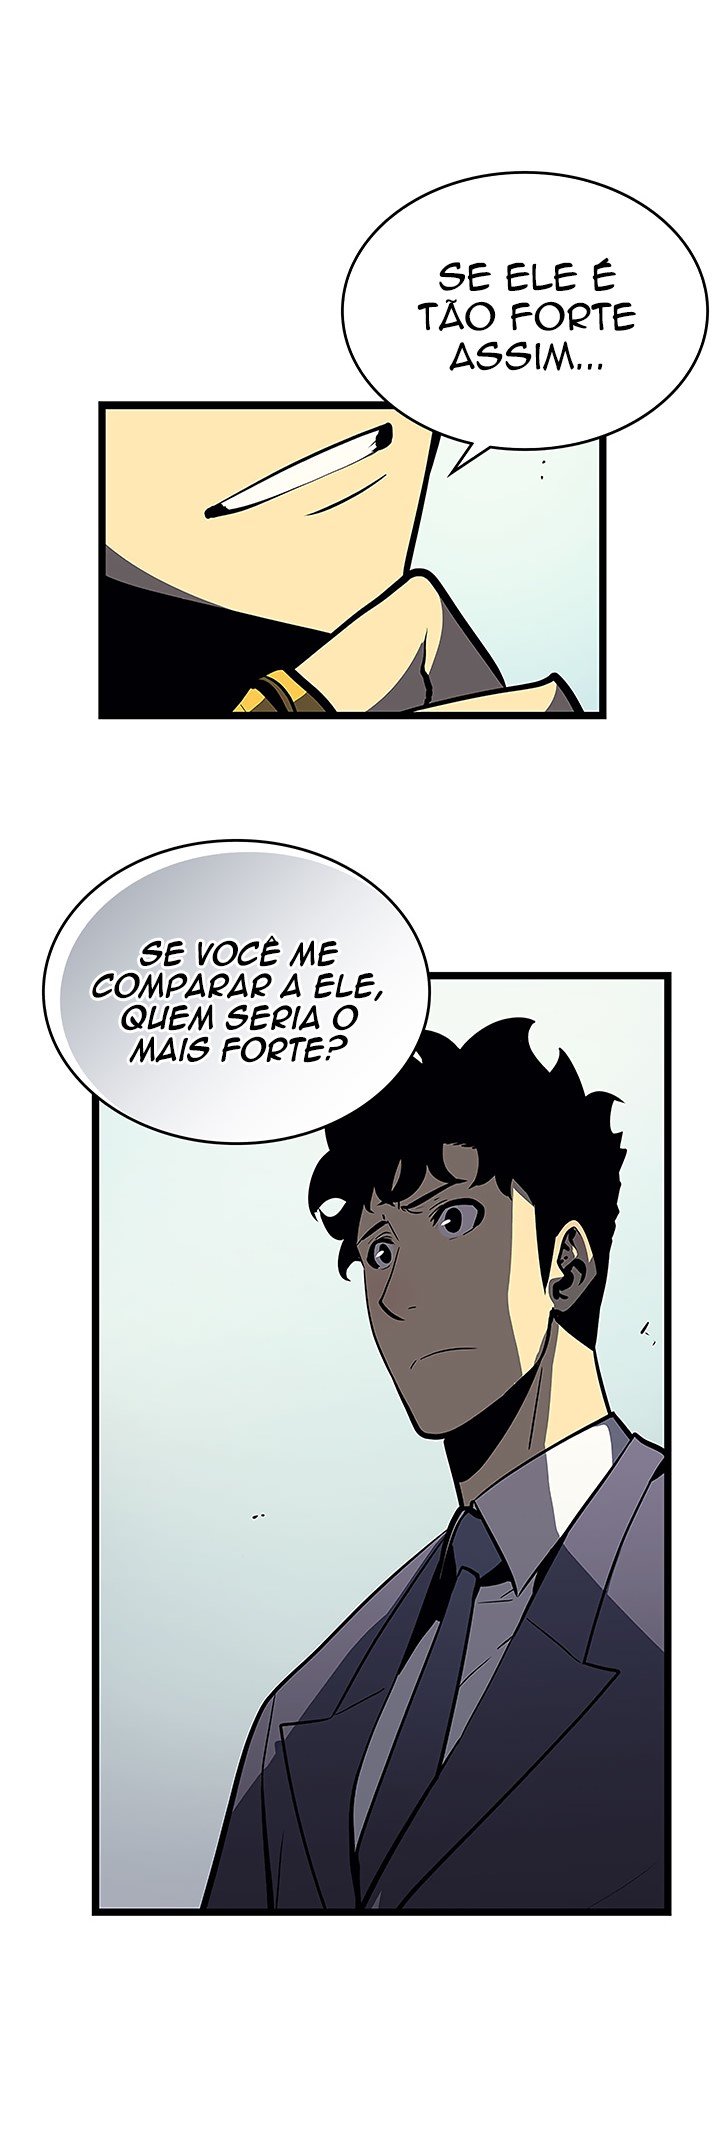 SE ELE É
TÃO FORTE
ASSIM...
SE VOCÊ ME
COMPARAR A ELE,
QUEM SERIA O
MAIS FORTE?